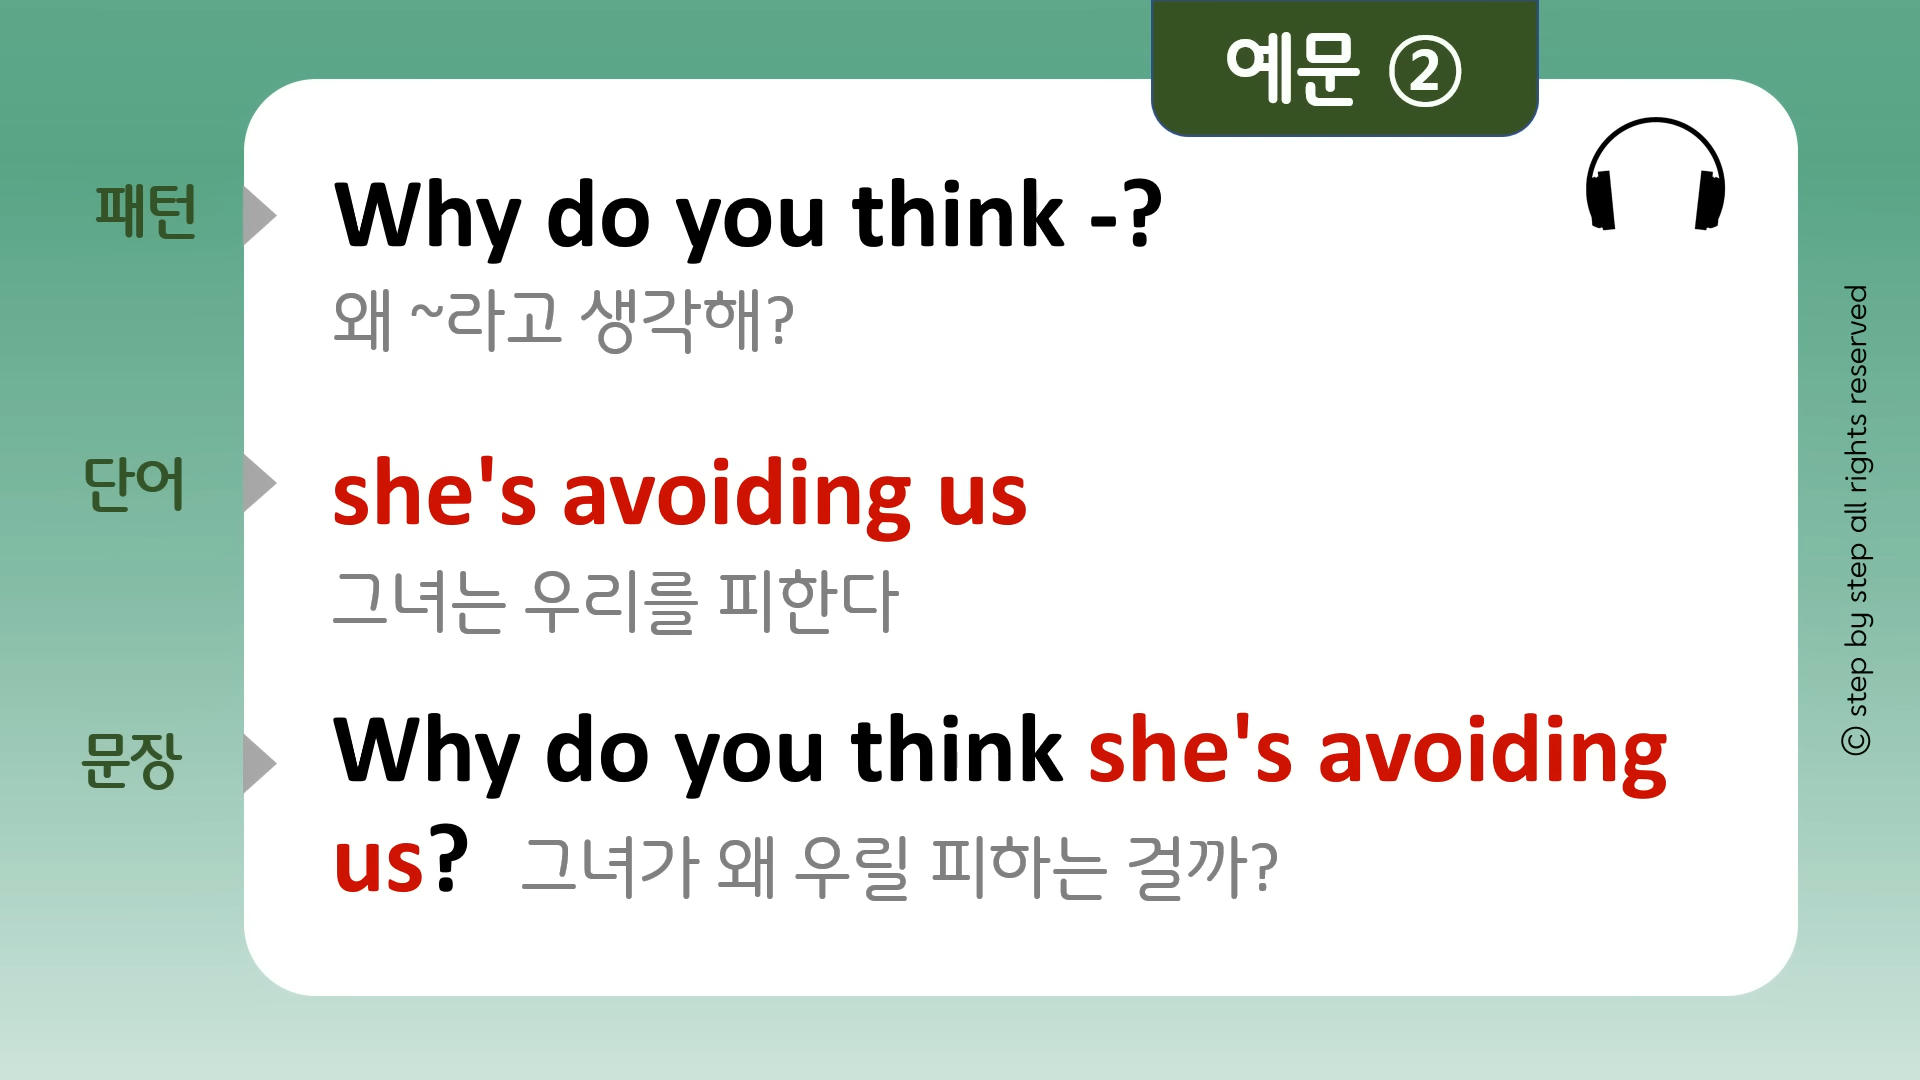 예문 ②
패턴
Why do you think -?
왜 ~라고 생각해?
단어
she's avoiding us
그녀는 우리를 피한다
문장
Why do you think she's avoiding
us? 그녀가 왜 우릴 피하는 걸까?
© step by step all rights reserved